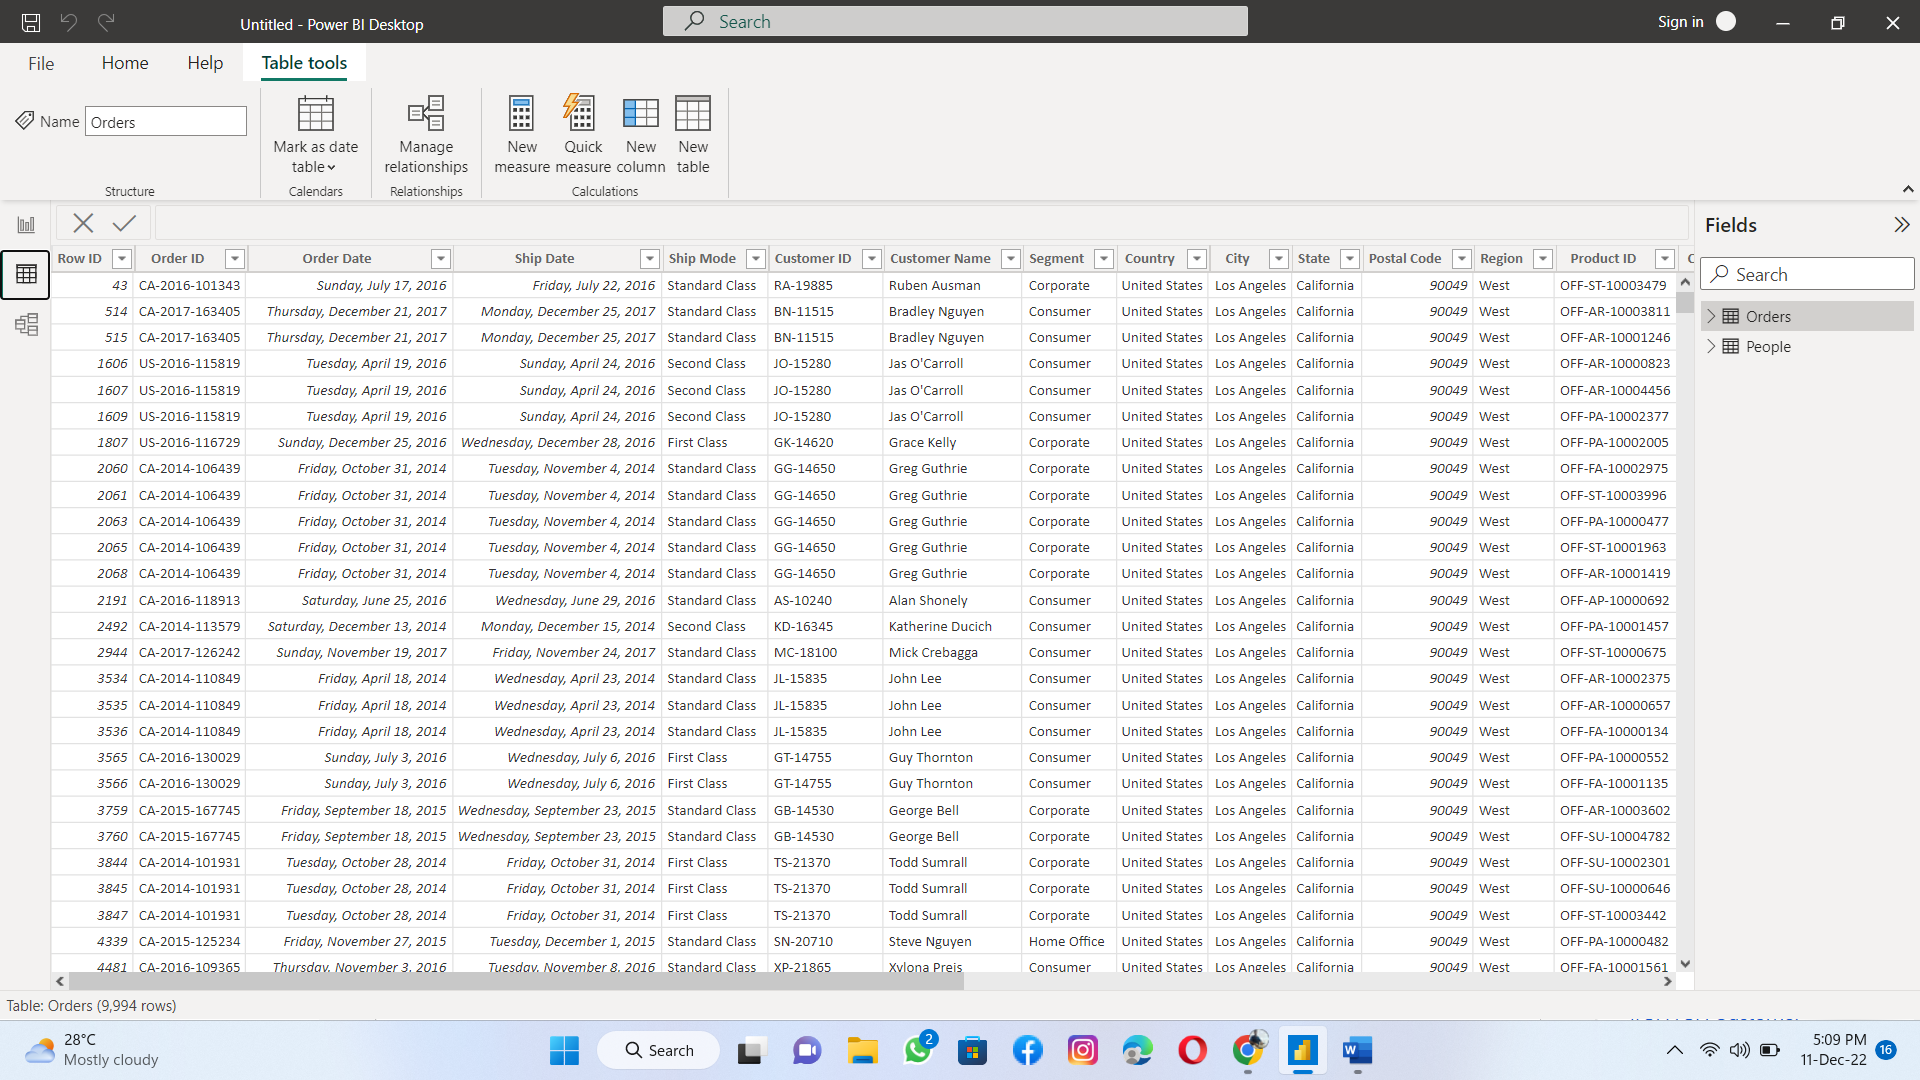 Untitled - Power BI Desktop
Search
Sign in
File Home Help Table tools
Name Orders
Mark as date table
Manage relationships
New measure
Quick measure
New column
New table
Structure Calendars Relationships Calculations
Fields
Search
Orders
People
Row ID Order ID Order Date Ship Date Ship Mode Customer ID Customer Name Segment Country City State Postal Code Region Product ID C
43 CA-2016-101343 Sunday, July 17, 2016 Friday, July 22, 2016 Standard Class RA-19885 Ruben Ausman Corporate United States Los Angeles California 90049 West OFF-ST-10003479
514 CA-2017-163405 Thursday, December 21, 2017 Monday, December 25, 2017 Standard Class BN-11515 Bradley Nguyen Consumer United States Los Angeles California 90049 West OFF-AR-10003811
515 CA-2017-163405 Thursday, December 21, 2017 Monday, December 25, 2017 Standard Class BN-11515 Bradley Nguyen Consumer United States Los Angeles California 90049 West OFF-AR-10001246
1606 US-2016-115819 Tuesday, April 19, 2016 Sunday, April 24, 2016 Second Class JO-15280 Jas O'Carroll Consumer United States Los Angeles California 90049 West OFF-AR-10000823
1607 US-2016-115819 Tuesday, April 19, 2016 Sunday, April 24, 2016 Second Class JO-15280 Jas O'Carroll Consumer United States Los Angeles California 90049 West OFF-AR-10004456
1609 US-2016-115819 Tuesday, April 19, 2016 Sunday, April 24, 2016 Second Class JO-15280 Jas O'Carroll Consumer United States Los Angeles California 90049 West OFF-PA-10002377
1807 US-2016-116729 Sunday, December 25, 2016 Wednesday, December 28, 2016 First Class GK-14620 Grace Kelly Corporate United States Los Angeles California 90049 West OFF-PA-10002005
2060 CA-2014-106439 Friday, October 31, 2014 Tuesday, November 4, 2014 Standard Class GG-14650 Greg Guthrie Corporate United States Los Angeles California 90049 West OFF-FA-10002975
2061 CA-2014-106439 Friday, October 31, 2014 Tuesday, November 4, 2014 Standard Class GG-14650 Greg Guthrie Corporate United States Los Angeles California 90049 West OFF-ST-10003996
2063 CA-2014-106439 Friday, October 31, 2014 Tuesday, November 4, 2014 Standard Class GG-14650 Greg Guthrie Corporate United States Los Angeles California 90049 West OFF-PA-10000477
2065 CA-2014-106439 Friday, October 31, 2014 Tuesday, November 4, 2014 Standard Class GG-14650 Greg Guthrie Corporate United States Los Angeles California 90049 West OFF-ST-10001963
2068 CA-2014-106439 Friday, October 31, 2014 Tuesday, November 4, 2014 Standard Class GG-14650 Greg Guthrie Corporate United States Los Angeles California 90049 West OFF-AR-10001419
2191 CA-2016-118913 Saturday, June 25, 2016 Wednesday, June 29, 2016 Standard Class AS-10240 Alan Shonely Consumer United States Los Angeles California 90049 West OFF-AP-10000692
2492 CA-2014-113579 Saturday, December 13, 2014 Monday, December 15, 2014 Second Class KD-16345 Katherine Ducich Consumer United States Los Angeles California 90049 West OFF-PA-10001457
2944 CA-2017-126242 Sunday, November 19, 2017 Friday, November 24, 2017 Standard Class MC-18100 Mick Crebagga Consumer United States Los Angeles California 90049 West OFF-ST-10000675
3534 CA-2014-110849 Friday, April 18, 2014 Wednesday, April 23, 2014 Standard Class JL-15835 John Lee Consumer United States Los Angeles California 90049 West OFF-AR-10002375
3535 CA-2014-110849 Friday, April 18, 2014 Wednesday, April 23, 2014 Standard Class JL-15835 John Lee Consumer United States Los Angeles California 90049 West OFF-AR-10000657
3536 CA-2014-110849 Friday, April 18, 2014 Wednesday, April 23, 2014 Standard Class JL-15835 John Lee Consumer United States Los Angeles California 90049 West OFF-FA-10000134
3565 CA-2016-130029 Sunday, July 3, 2016 Wednesday, July 6, 2016 First Class GT-14755 Guy Thornton Consumer United States Los Angeles California 90049 West OFF-PA-10000552
3566 CA-2016-130029 Sunday, July 3, 2016 Wednesday, July 6, 2016 First Class GT-14755 Guy Thornton Consumer United States Los Angeles California 90049 West OFF-FA-10001135
3759 CA-2015-167745 Friday, September 18, 2015 Wednesday, September 23, 2015 Standard Class GB-14530 George Bell Corporate United States Los Angeles California 90049 West OFF-AR-10003602
3760 CA-2015-167745 Friday, September 18, 2015 Wednesday, September 23, 2015 Standard Class GB-14530 George Bell Corporate United States Los Angeles California 90049 West OFF-SU-10004782
3844 CA-2014-101931 Tuesday, October 28, 2014 Friday, October 31, 2014 First Class TS-21370 Todd Sumrall Corporate United States Los Angeles California 90049 West OFF-SU-10002301
3845 CA-2014-101931 Tuesday, October 28, 2014 Friday, October 31, 2014 First Class TS-21370 Todd Sumrall Corporate United States Los Angeles California 90049 West OFF-SU-10000646
3847 CA-2014-101931 Tuesday, October 28, 2014 Friday, October 31, 2014 First Class TS-21370 Todd Sumrall Corporate United States Los Angeles California 90049 West OFF-ST-10003442
4339 CA-2015-125234 Friday, November 27, 2015 Tuesday, December 1, 2015 Standard Class SN-20710 Steve Nguyen Home Office United States Los Angeles California 90049 West OFF-PA-10000482
4481 CA-2016-109365 Thursday, November 3, 2016 Tuesday, November 8, 2016 Standard Class XP-21865 Xylona Preis Consumer United States Los Angeles California 90049 West OFF-FA-10001561
Table: Orders (9,994 rows)
28°C
Mostly cloudy
Search
2
5:09 PM
11-Dec-22
16